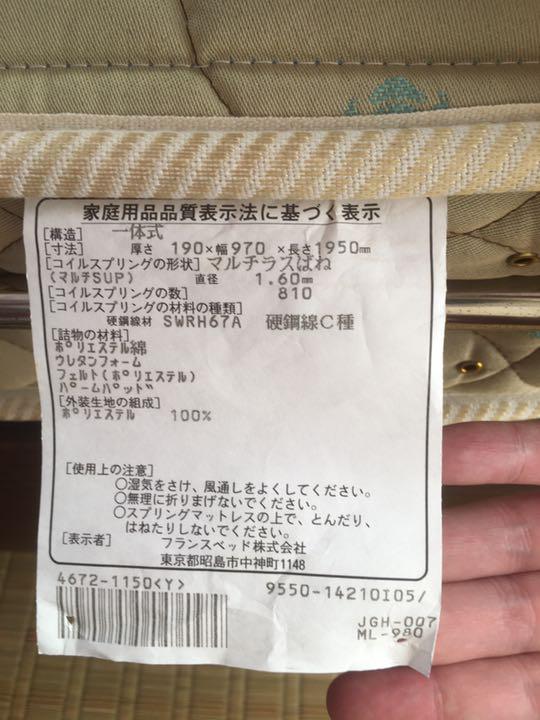 家庭用品品質表示法に基づく表示
[構造] 一体式
[寸法] 厚さ 190×幅970 ×長さ1950㎜
[コイルスプリングの形状] マルチラスばね
(マルチSUP) 直径 1.60㎜
[コイルスプリングの数] 810
[コイルスプリングの材料の種類]
硬鋼線材 SWRH67A 硬鋼線C種
[詰物の材料]
ポリエステル綿
ウレタンフォーム
フェルト(ポリエステル)
パームパッド
[外装生地の組成]
ポリエステル 100%
[使用上の注意]
○湿気をさけ、風通しをよくしてください。
○無理に折りまげないでください。
○スプリングマットレスの上で、とんだり、
はねたりしないでください。
[表示者] フランスベッド株式会社
東京都昭島市中神町1148
4672-1150<Y> 9550-14210I05/
JGH-007
ML-980